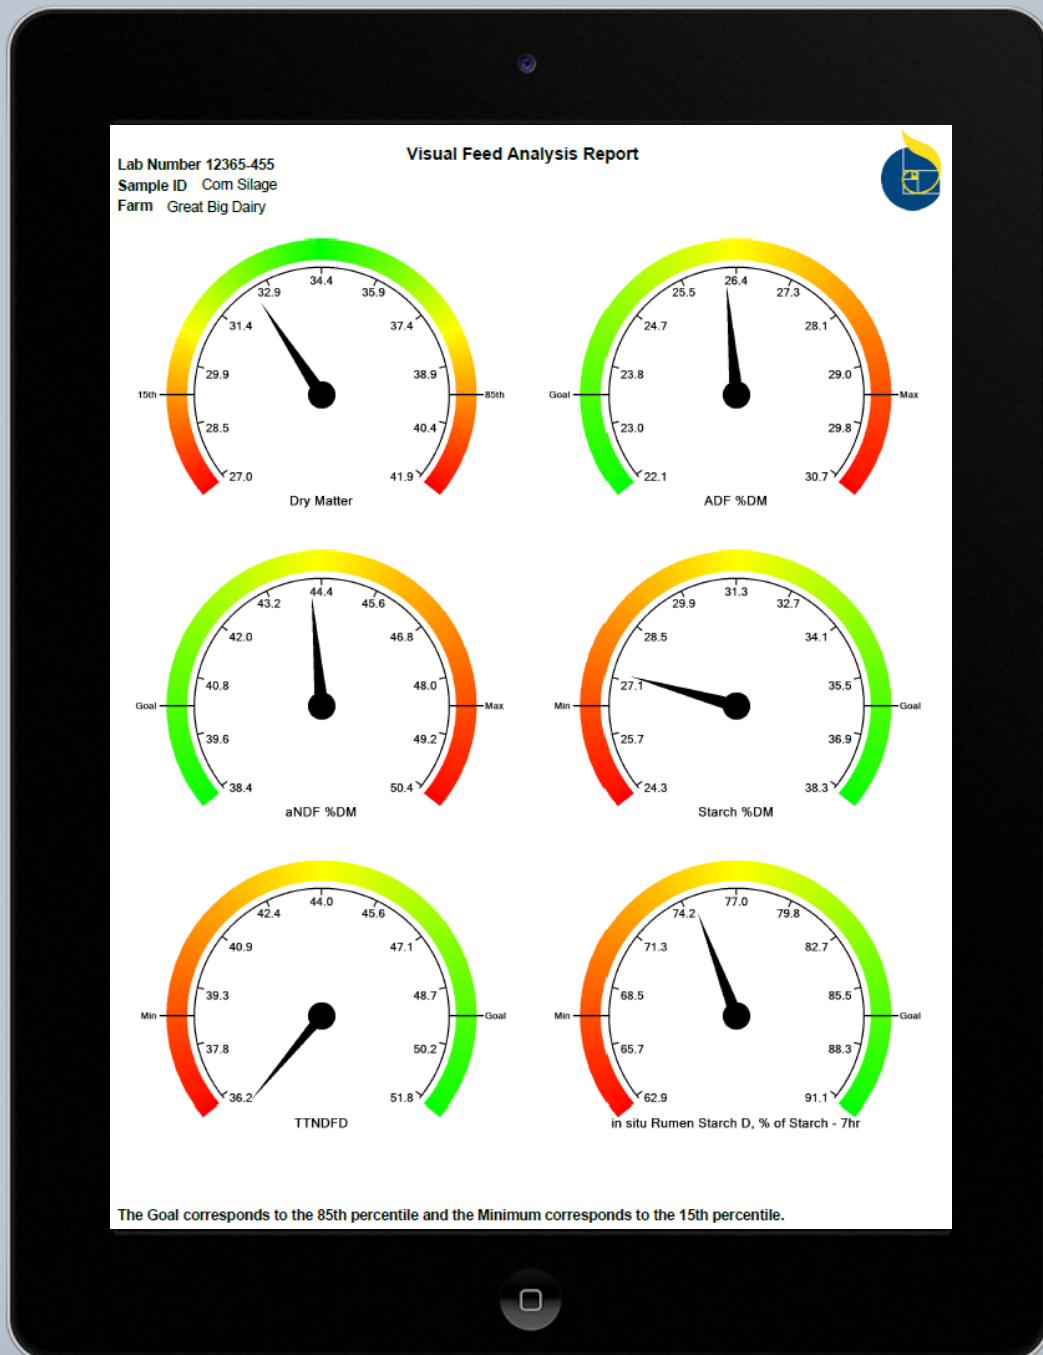 Visual Feed Analysis Report
Lab Number 12365-455
Sample ID Corn Silage
Farm Great Big Dairy
34.4
32.9 35.9
31.4 37.4
29.9 38.9
15th 85th
28.5 40.4
27.0 41.9
Dry Matter
26.4
25.5 27.3
24.7 28.1
23.8 29.0
Goal Max
23.0 29.8
22.1 30.7
ADF %DM
44.4
43.2 45.6
42.0 46.8
40.8 48.0
Goal Max
39.6 49.2
38.4 50.4
aNDF %DM
31.3
29.9 32.7
28.5 34.1
27.1 35.5
Min Goal
25.7 36.9
24.3 38.3
Starch %DM
44.0
42.4 45.6
40.9 47.1
39.3 48.7
Min Goal
37.8 50.2
36.2 51.8
TTNDFD
77.0
74.2 79.8
71.3 82.7
68.5 85.5
Min Goal
65.7 88.3
62.9 91.1
in situ Rumen Starch D, % of Starch - 7hr
The Goal corresponds to the 85th percentile and the Minimum corresponds to the 15th percentile.